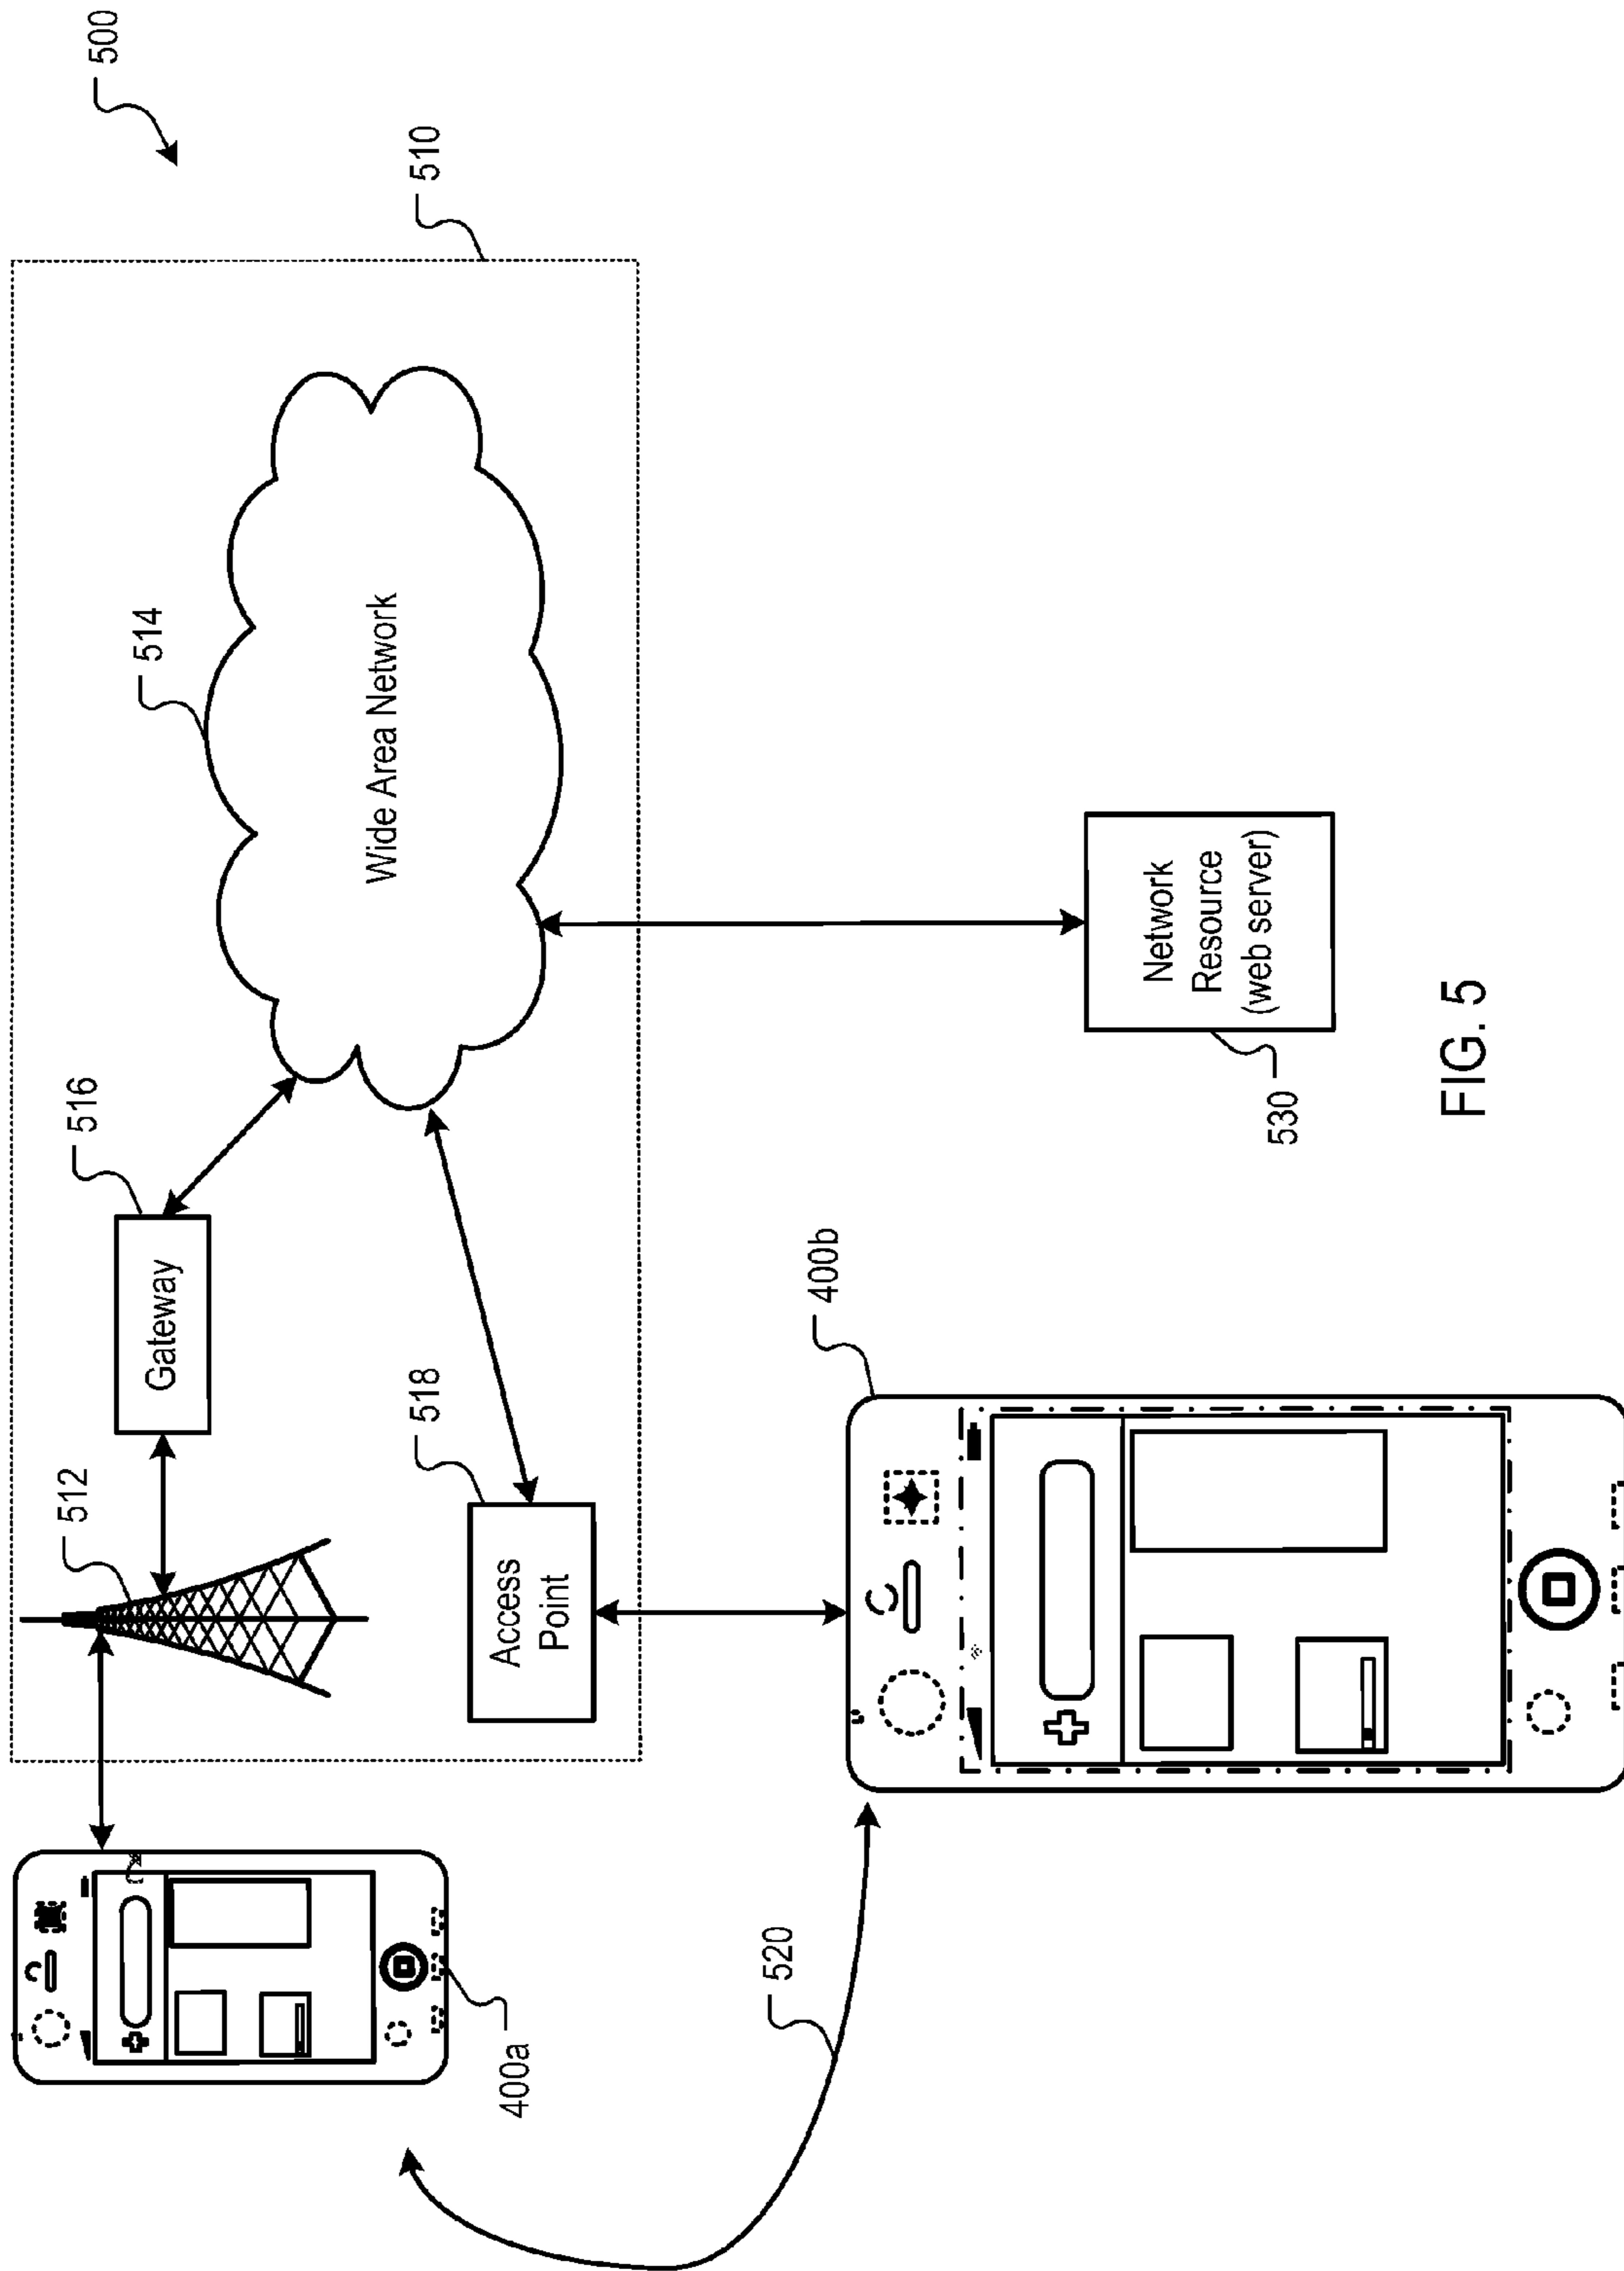 500
510
514
Wide Area Network
516
Gateway
512
518
Access
Point
400a
520
400b
Network
Resource
(web server)
530
FIG. 5